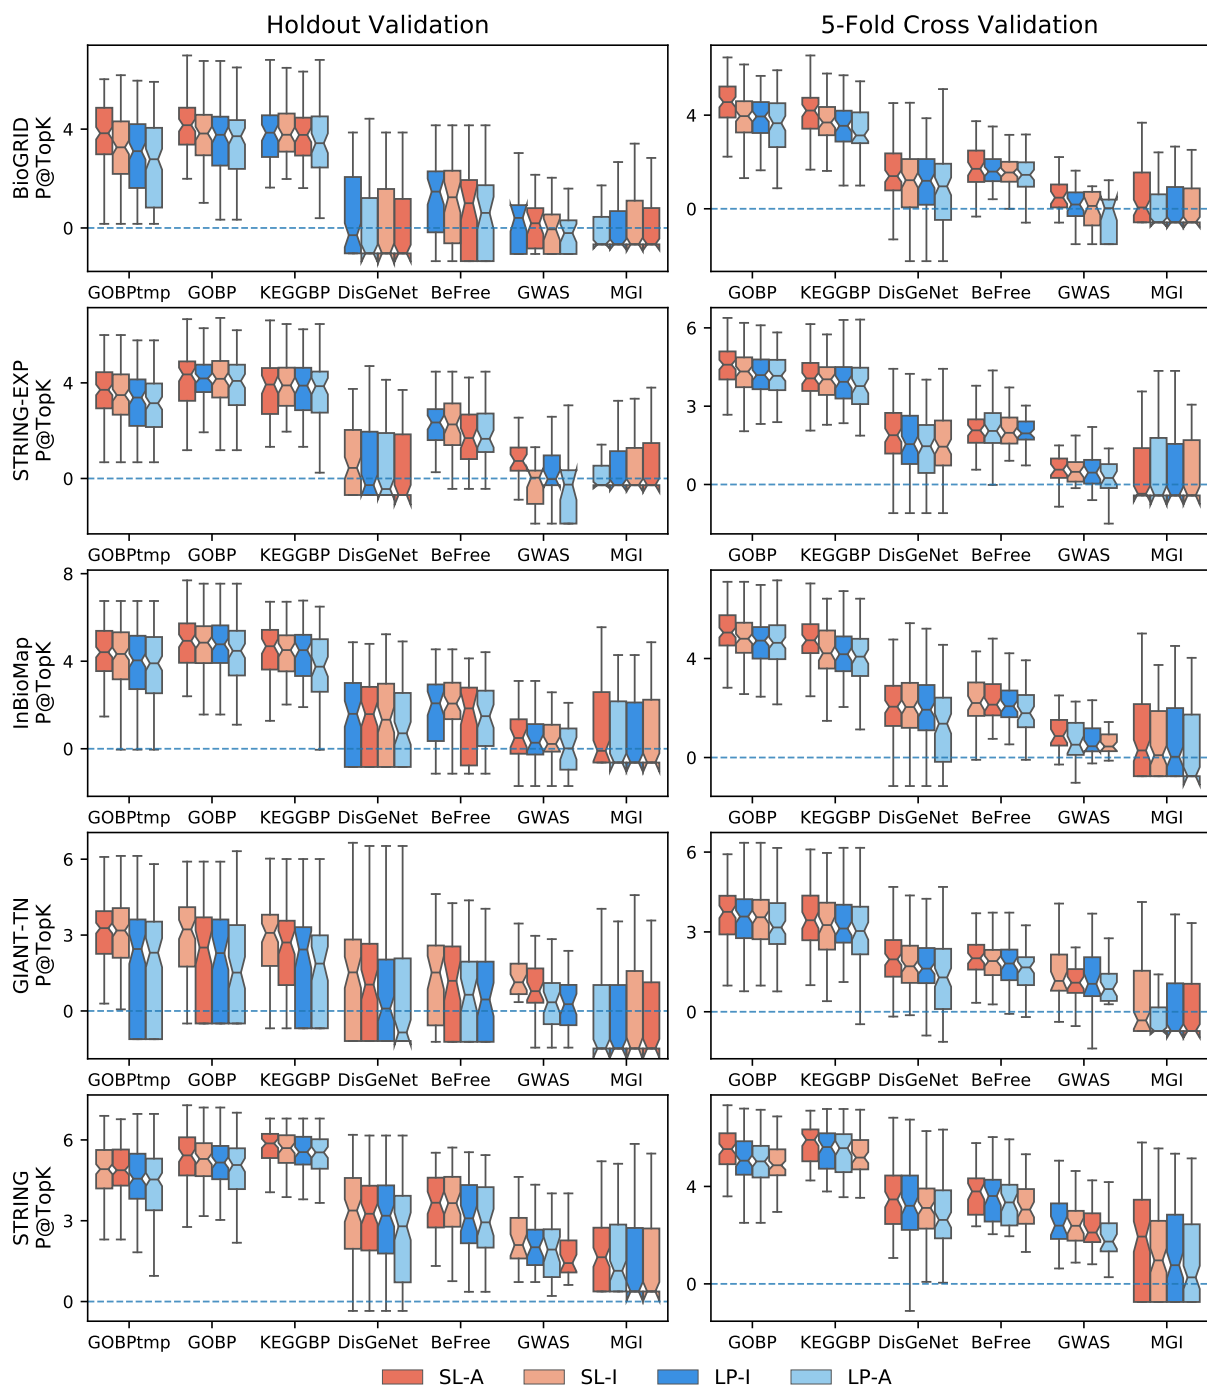 Holdout Validation
5-Fold Cross Validation
BioGRID
P@TopK
4
0
GOBPtmp GOBP KEGGBP DisGeNet BeFree GWAS MGI
4
0
GOBP KEGGBP DisGeNet BeFree GWAS MGI
STRING-EXP
P@TopK
4
0
GOBPtmp GOBP KEGGBP DisGeNet BeFree GWAS MGI
6
3
0
GOBP KEGGBP DisGeNet BeFree GWAS MGI
InBioMap
P@TopK
8
4
0
GOBPtmp GOBP KEGGBP DisGeNet BeFree GWAS MGI
4
0
GOBP KEGGBP DisGeNet BeFree GWAS MGI
GIANT-TN
P@TopK
6
3
0
GOBPtmp GOBP KEGGBP DisGeNet BeFree GWAS MGI
6
3
0
GOBP KEGGBP DisGeNet BeFree GWAS MGI
STRING
P@TopK
6
3
0
GOBPtmp GOBP KEGGBP DisGeNet BeFree GWAS MGI
4
0
GOBP KEGGBP DisGeNet BeFree GWAS MGI
SL-A SL-I LP-I LP-A